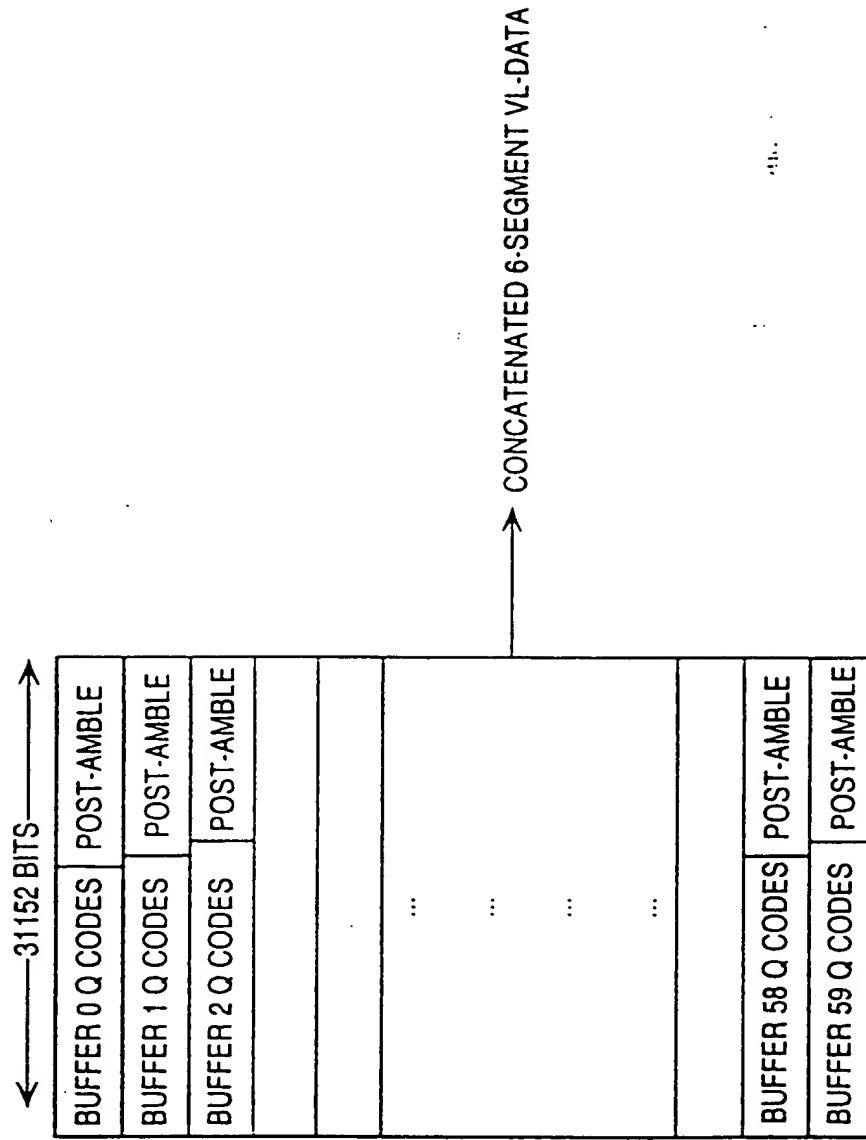 31152 BITS
BUFFER 0 Q CODES POST-AMBLE
BUFFER 1 Q CODES POST-AMBLE
BUFFER 2 Q CODES POST-AMBLE
BUFFER 58 Q CODES POST-AMBLE
BUFFER 59 Q CODES POST-AMBLE
CONCATENATED 6-SEGMENT VL-DATA